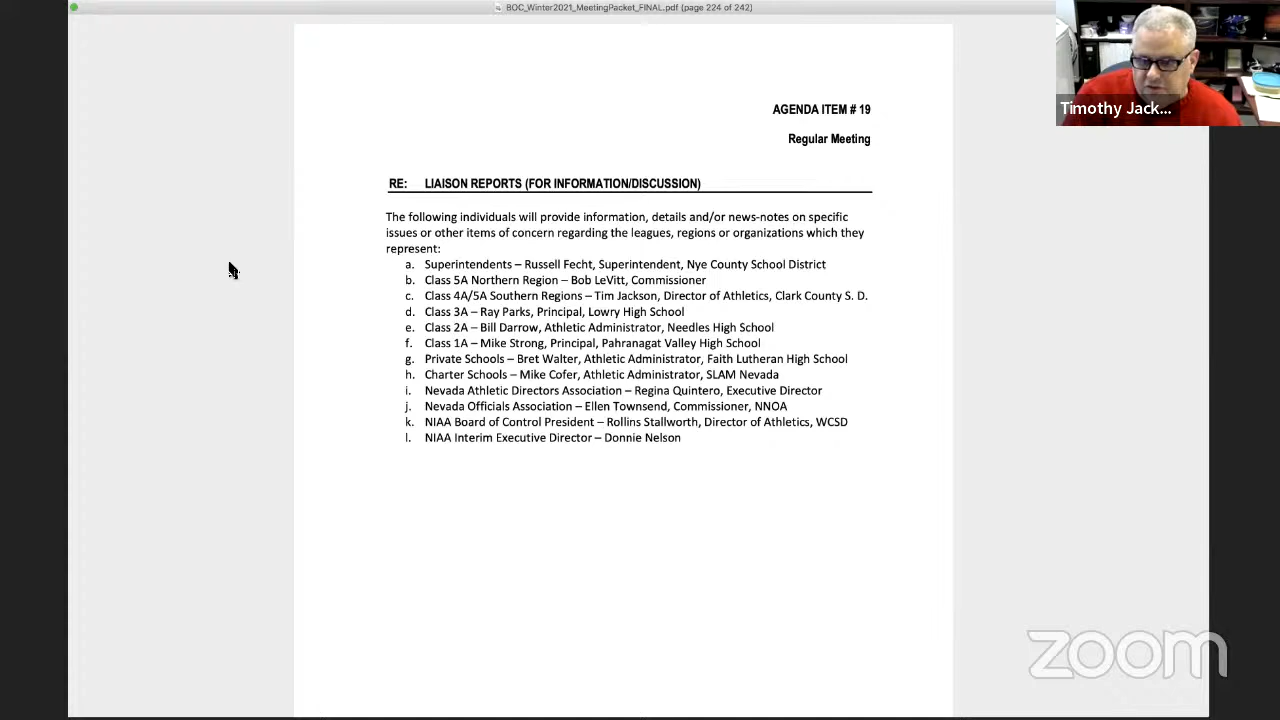 BOC_Winter2021_MeetingPacket_FINAL.pdf (page 224 of 242)
Timothy Jack...
AGENDA ITEM # 19
Regular Meeting
RE: LIAISON REPORTS (FOR INFORMATION/DISCUSSION)
The following individuals will provide information, details and/or news-notes on specific
issues or other items of concern regarding the leagues, regions or organizations which they
represent:
a. Superintendents – Russell Fecht, Superintendent, Nye County School District
b. Class 5A Northern Region – Bob LeVitt, Commissioner
c. Class 4A/5A Southern Regions – Tim Jackson, Director of Athletics, Clark County S. D.
d. Class 3A – Ray Parks, Principal, Lowry High School
e. Class 2A – Bill Darrow, Athletic Administrator, Needles High School
f. Class 1A – Mike Strong, Principal, Pahranagat Valley High School
g. Private Schools – Bret Walter, Athletic Administrator, Faith Lutheran High School
h. Charter Schools – Mike Cofer, Athletic Administrator, SLAM Nevada
i. Nevada Athletic Directors Association – Regina Quintero, Executive Director
j. Nevada Officials Association – Ellen Townsend, Commissioner, NNOA
k. NIAA Board of Control President – Rollins Stallworth, Director of Athletics, WCSD
l. NIAA Interim Executive Director – Donnie Nelson
zoom